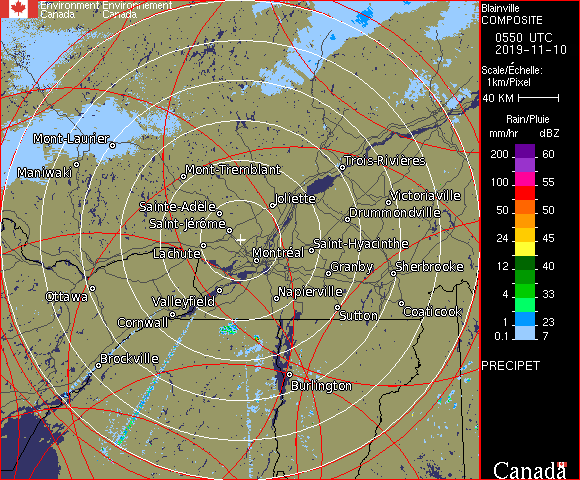 Environment Environnement
Canada Canada
Blainville
COMPOSITE
0550 UTC
2019-11-10
Scale/Échelle:
1km/Pixel
40 KM
Rain/Pluie
mm/hr dBZ
200 60
100 55
50 50
24 45
12 40
4 33
1 23
0.1 7
PRECIPET
Canada
Mont-Laurier
Maniwaki
Mont-Tremblant
Trois-Rivières
Joliette
Victoriaville
Sainte-Adèle
Drummondville
Saint-Jérôme
Saint-Hyacinthe
Lachute
Montréal
Granby
Sherbrooke
Ottawa
Valleyfield
Napierville
Cornwall
Sutton
Coaticook
Brockville
Burlington